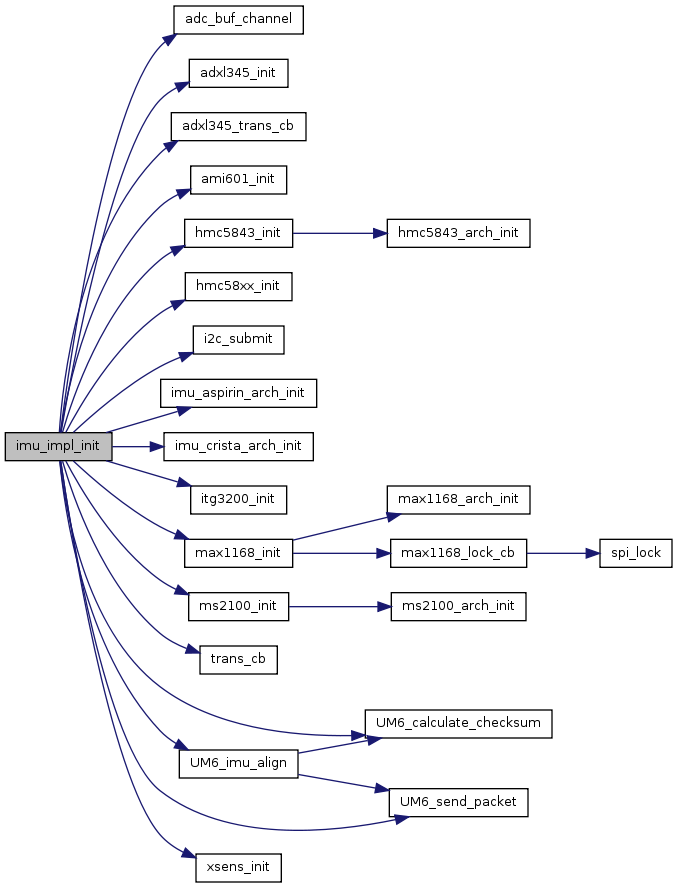 adc_buf_channel
adxl345_init
adxl345_trans_cb
ami601_init
hmc5843_init
hmc5843_arch_init
hmc58xx_init
i2c_submit
imu_aspirin_arch_init
imu_impl_init
imu_crista_arch_init
itg3200_init
max1168_arch_init
max1168_init
max1168_lock_cb
spi_lock
ms2100_init
ms2100_arch_init
trans_cb
UM6_calculate_checksum
UM6_imu_align
UM6_send_packet
xsens_init